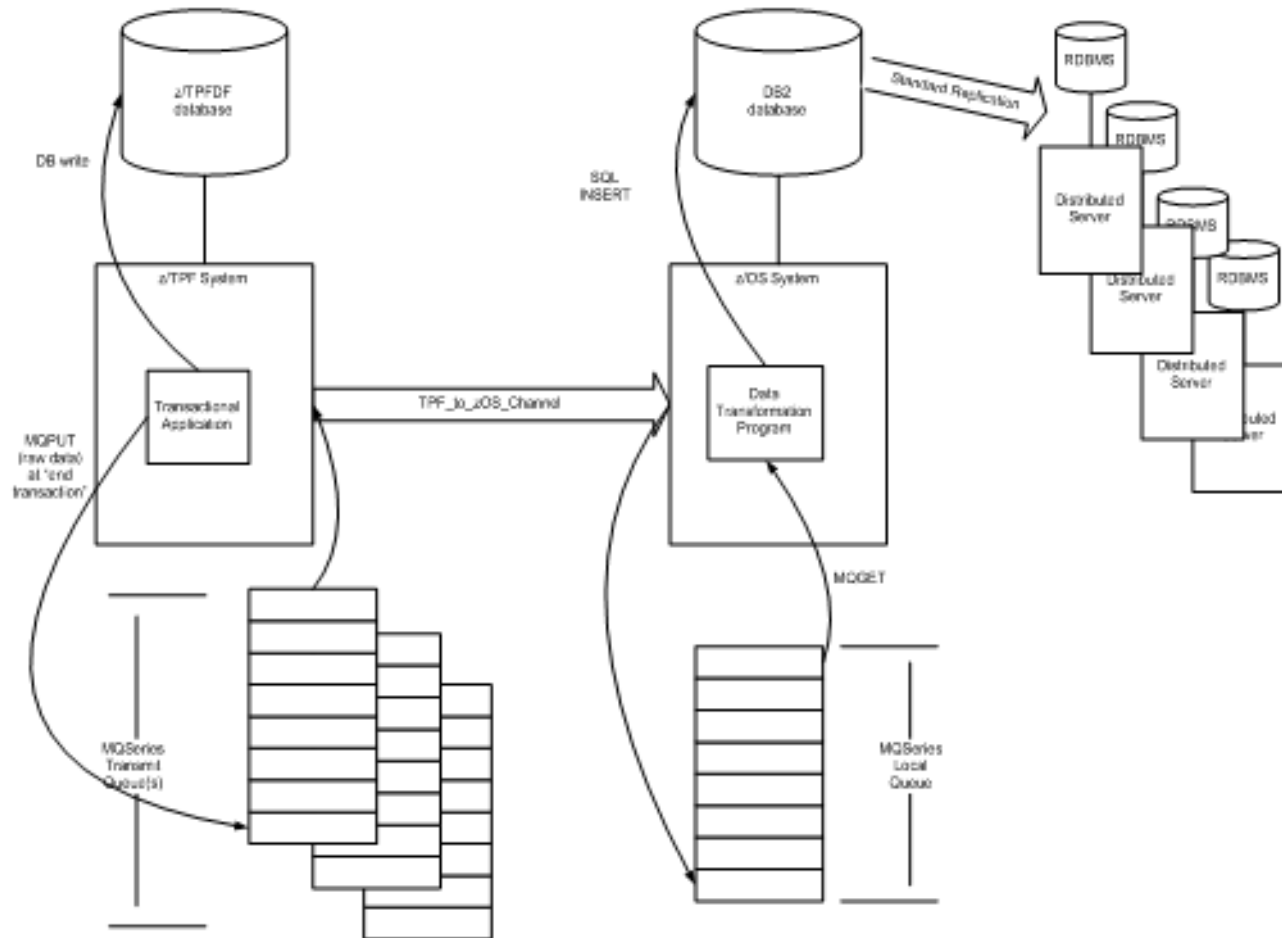 z/TPFDF
database
DB write
z/TPF System
Transactional
Application
MQPUT
(raw data)
at "end
transaction"
MQSeries
Transmit
Queue(s)
TPF_to_zOS_Channel
DB2
database
SQL
INSERT
z/OS System
Data
Transformation
Program
MQGET
MQSeries
Local
Queue
Standard Replication
RDBMS
Distributed
Server
RDBMS
Distributed
Server
RDBMS
Distributed
Server
RDBMS